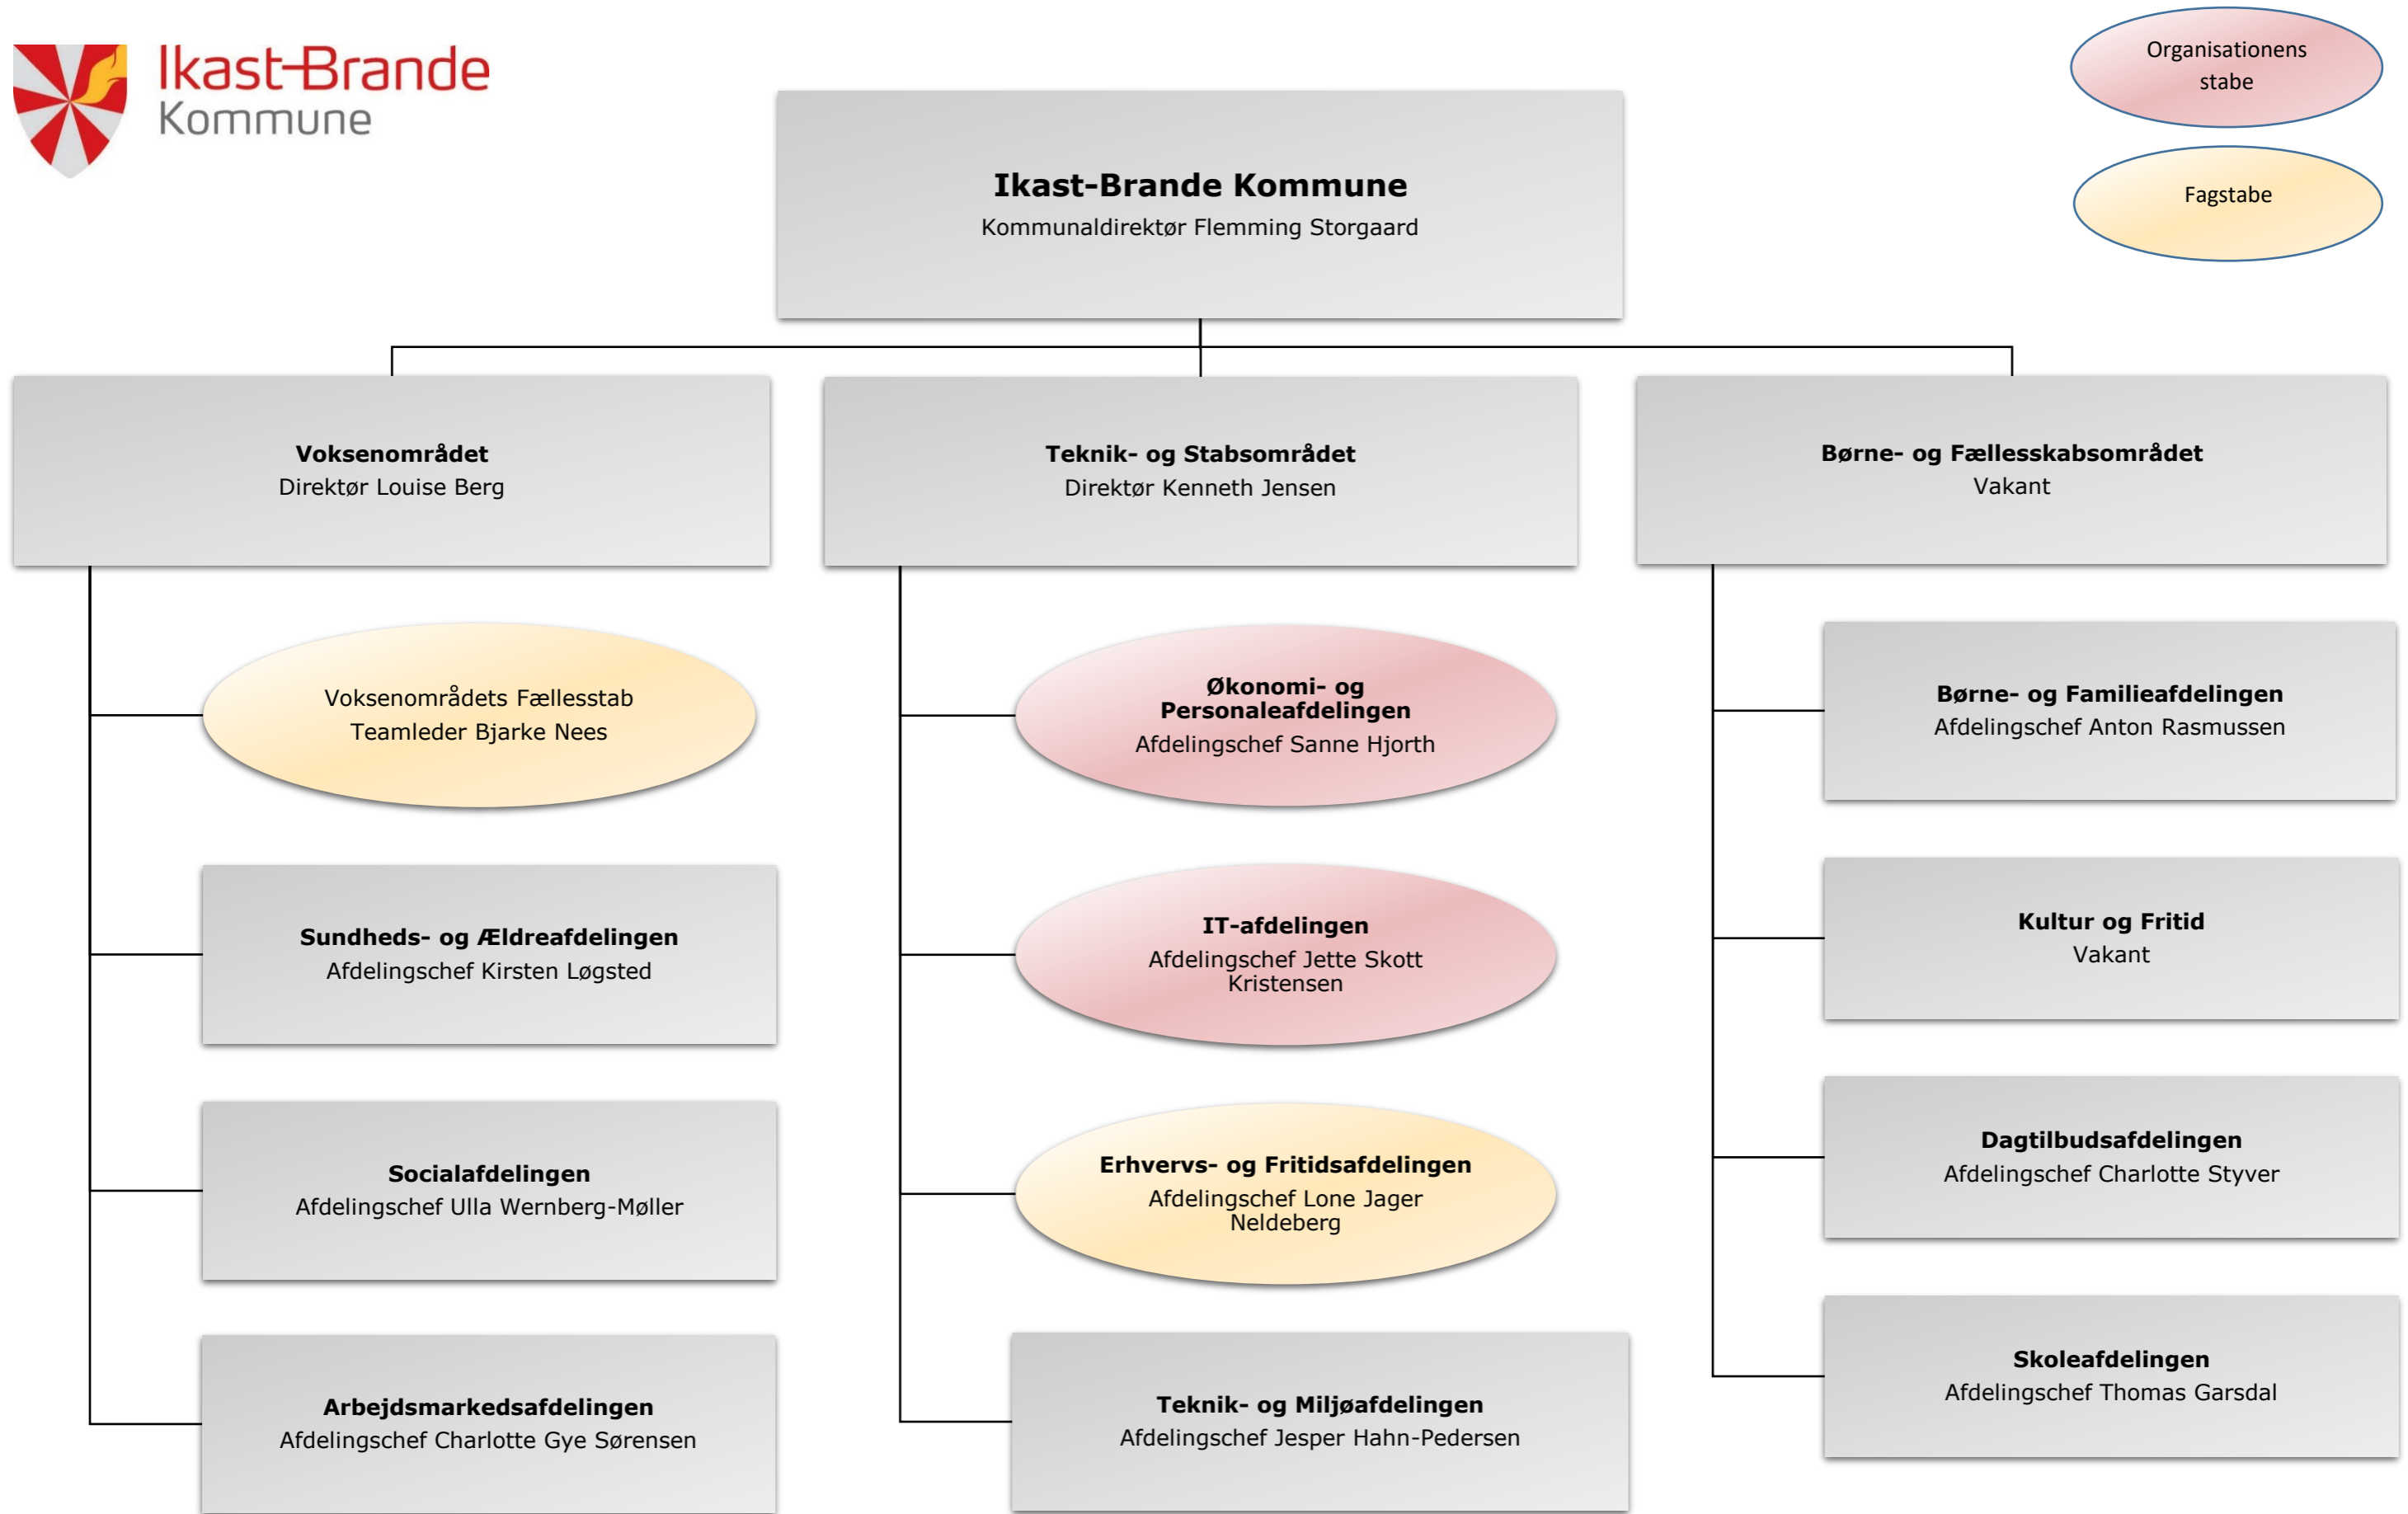 Ikast-Brande
Kommune
Organisationens
stabe
Fagstabe
Ikast-Brande Kommune
Kommunaldirektør Flemming Storgaard
Voksenområdet
Direktør Louise Berg
Teknik- og Stabsområdet
Direktør Kenneth Jensen
Børne- og Fællesskabsområdet
Vakant
Voksenområdets Fællesstab
Teamleder Bjarke Nees
Sundheds- og Ældreafdelingen
Afdelingschef Kirsten Løgsted
Socialafdelingen
Afdelingschef Ulla Wernberg-Møller
Arbejdsmarkedsafdelingen
Afdelingschef Charlotte Gye Sørensen
Økonomi- og
Personaleafdelingen
Afdelingschef Sanne Hjorth
IT-afdelingen
Afdelingschef Jette Skott
Kristensen
Erhvervs- og Fritidsafdelingen
Afdelingschef Lone Jager
Neldeberg
Teknik- og Miljøafdelingen
Afdelingschef Jesper Hahn-Pedersen
Børne- og Familieafdelingen
Afdelingschef Anton Rasmussen
Kultur og Fritid
Vakant
Dagtilbudsafdelingen
Afdelingschef Charlotte Styver
Skoleafdelingen
Afdelingschef Thomas Garsdal